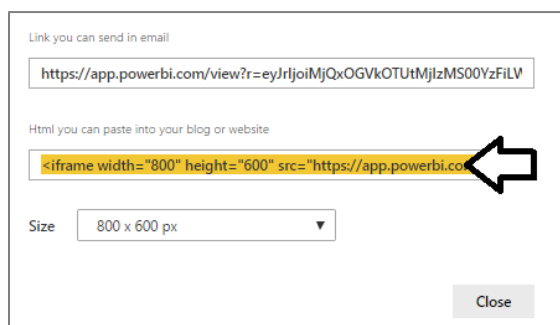 Link you can send in email
https://app.powerbi.com/view?r=eyJrIjoiMjQxOGVkOTUtMjIzMS00YzFiLW
Html you can paste into your blog or website
<iframe width="800" height="600" src="https://app.powerbi.co
Size 800 x 600 px
Close